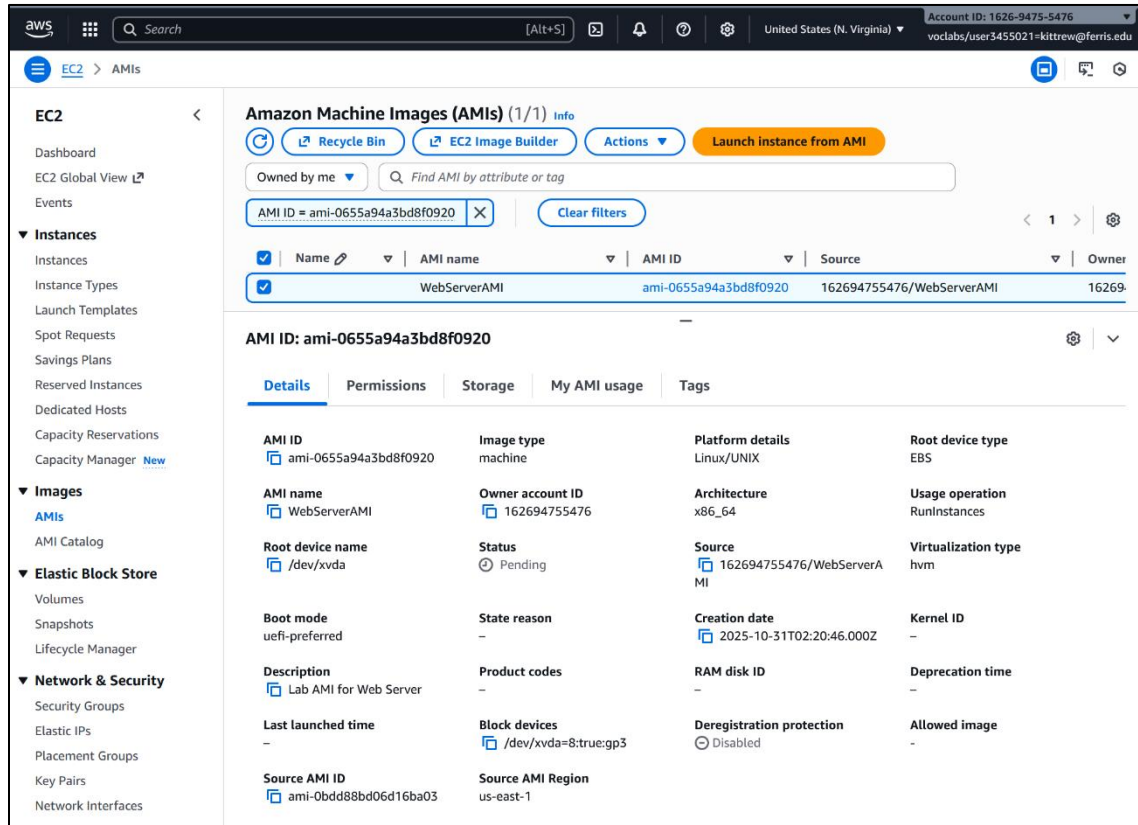 aws
Search [Alt+S] United States (N. Virginia) Account ID: 1626-9475-5476
voclabs/user3455021=kittrew@ferris.edu
EC2 > AMIs
EC2
Dashboard
EC2 Global View
Events
Instances
Instances
Instance Types
Launch Templates
Spot Requests
Savings Plans
Reserved Instances
Dedicated Hosts
Capacity Reservations
Capacity Manager New
Images
AMIs
AMI Catalog
Elastic Block Store
Volumes
Snapshots
Lifecycle Manager
Network & Security
Security Groups
Elastic IPs
Placement Groups
Key Pairs
Network Interfaces
Amazon Machine Images (AMIs) (1/1) Info
Recycle Bin EC2 Image Builder Actions Launch instance from AMI
Owned by me Find AMI by attribute or tag
AMI ID = ami-0655a94a3bd8f0920 Clear filters < 1 >
Name AMI name AMI ID Source Owner
WebServerAMI ami-0655a94a3bd8f0920 162694755476/WebServerAMI 16269
AMI ID: ami-0655a94a3bd8f0920
Details Permissions Storage My AMI usage Tags
AMI ID Image type Platform details Root device type
ami-0655a94a3bd8f0920 machine Linux/UNIX EBS
AMI name Owner account ID Architecture Usage operation
WebServerAMI 162694755476 x86_64 RunInstances
Root device name Status Source Virtualization type
/dev/xvda Pending 162694755476/WebServerA hvm
MI
Boot mode State reason Creation date Kernel ID
uefi-preferred – 2025-10-31T02:20:46.000Z –
Description Product codes RAM disk ID Deprecation time
Lab AMI for Web Server – – –
Last launched time Block devices Deregistration protection Allowed image
– /dev/xvda=8:true:gp3 Disabled -
Source AMI ID Source AMI Region
ami-0bdd88bd06d16ba03 us-east-1